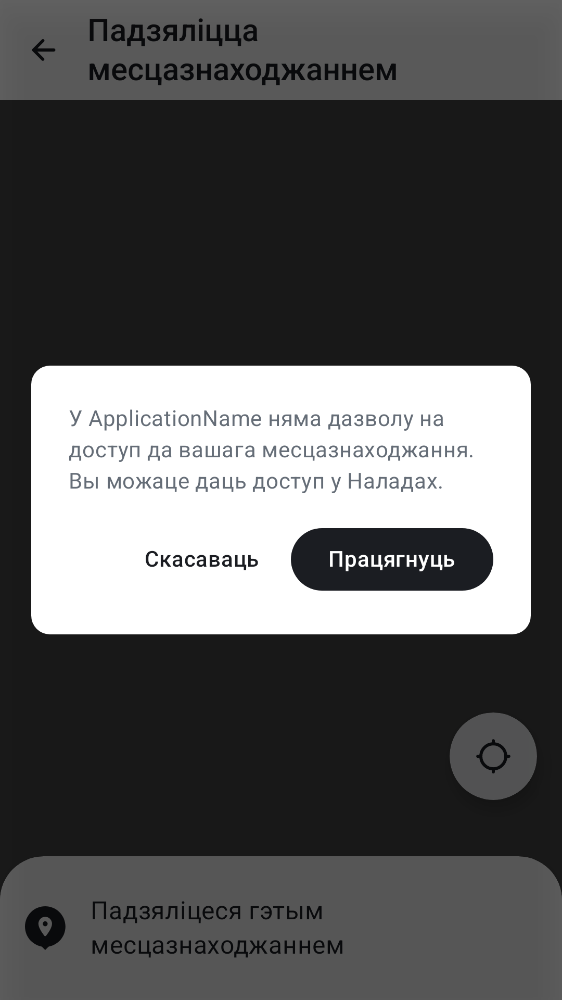 Падзяліцца
месцазнаходжаннем
У ApplicationName няма дазволу на
доступ да вашага месцазнаходжання.
Вы можаце даць доступ у Наладах.
Скасаваць
Працягнуць
Падзяліцеся гэтым
месцазнаходжаннем